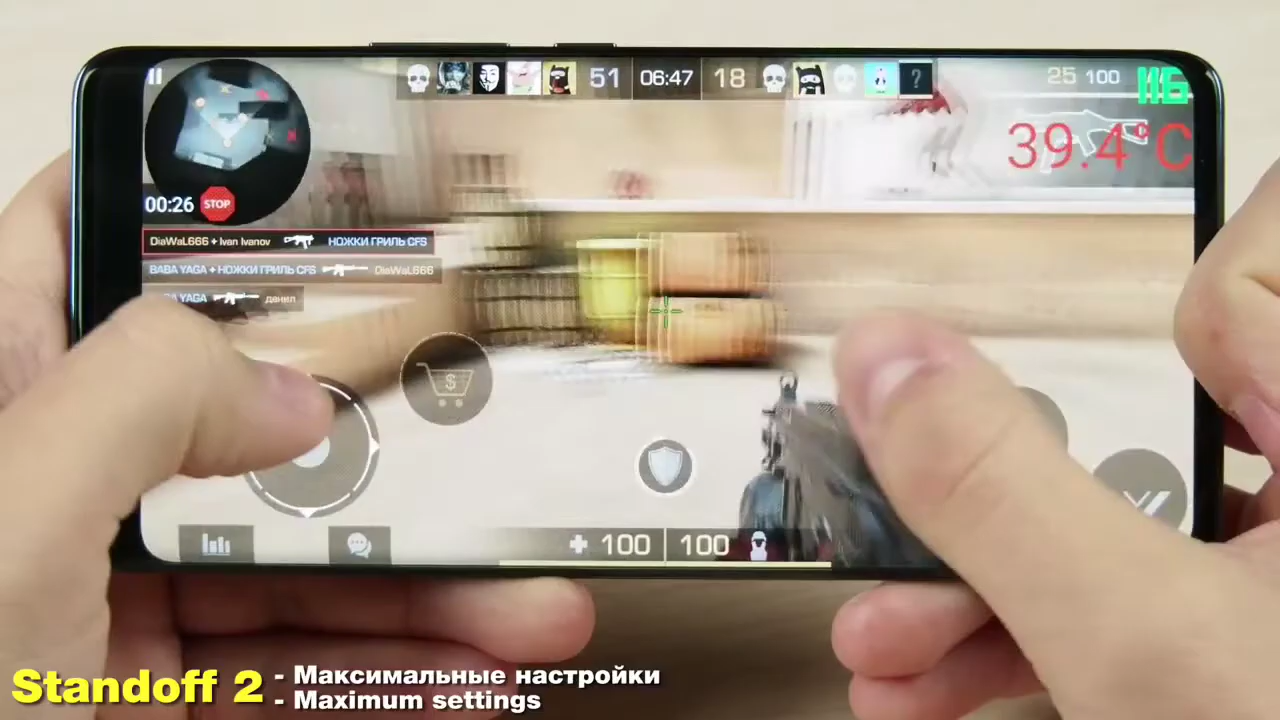 51 06:47 18
?
25 100
116
39.4°C
00:26 STOP
DiaWaL666 + Ivan Ivanov НОЖКИ ГРИЛЬ CFS
BABA YAGA + НОЖКИ ГРИЛЬ CFS DiaWaL666
YAGA данил
$
100 100
Standoff 2
- Максимальные настройки
- Maximum settings